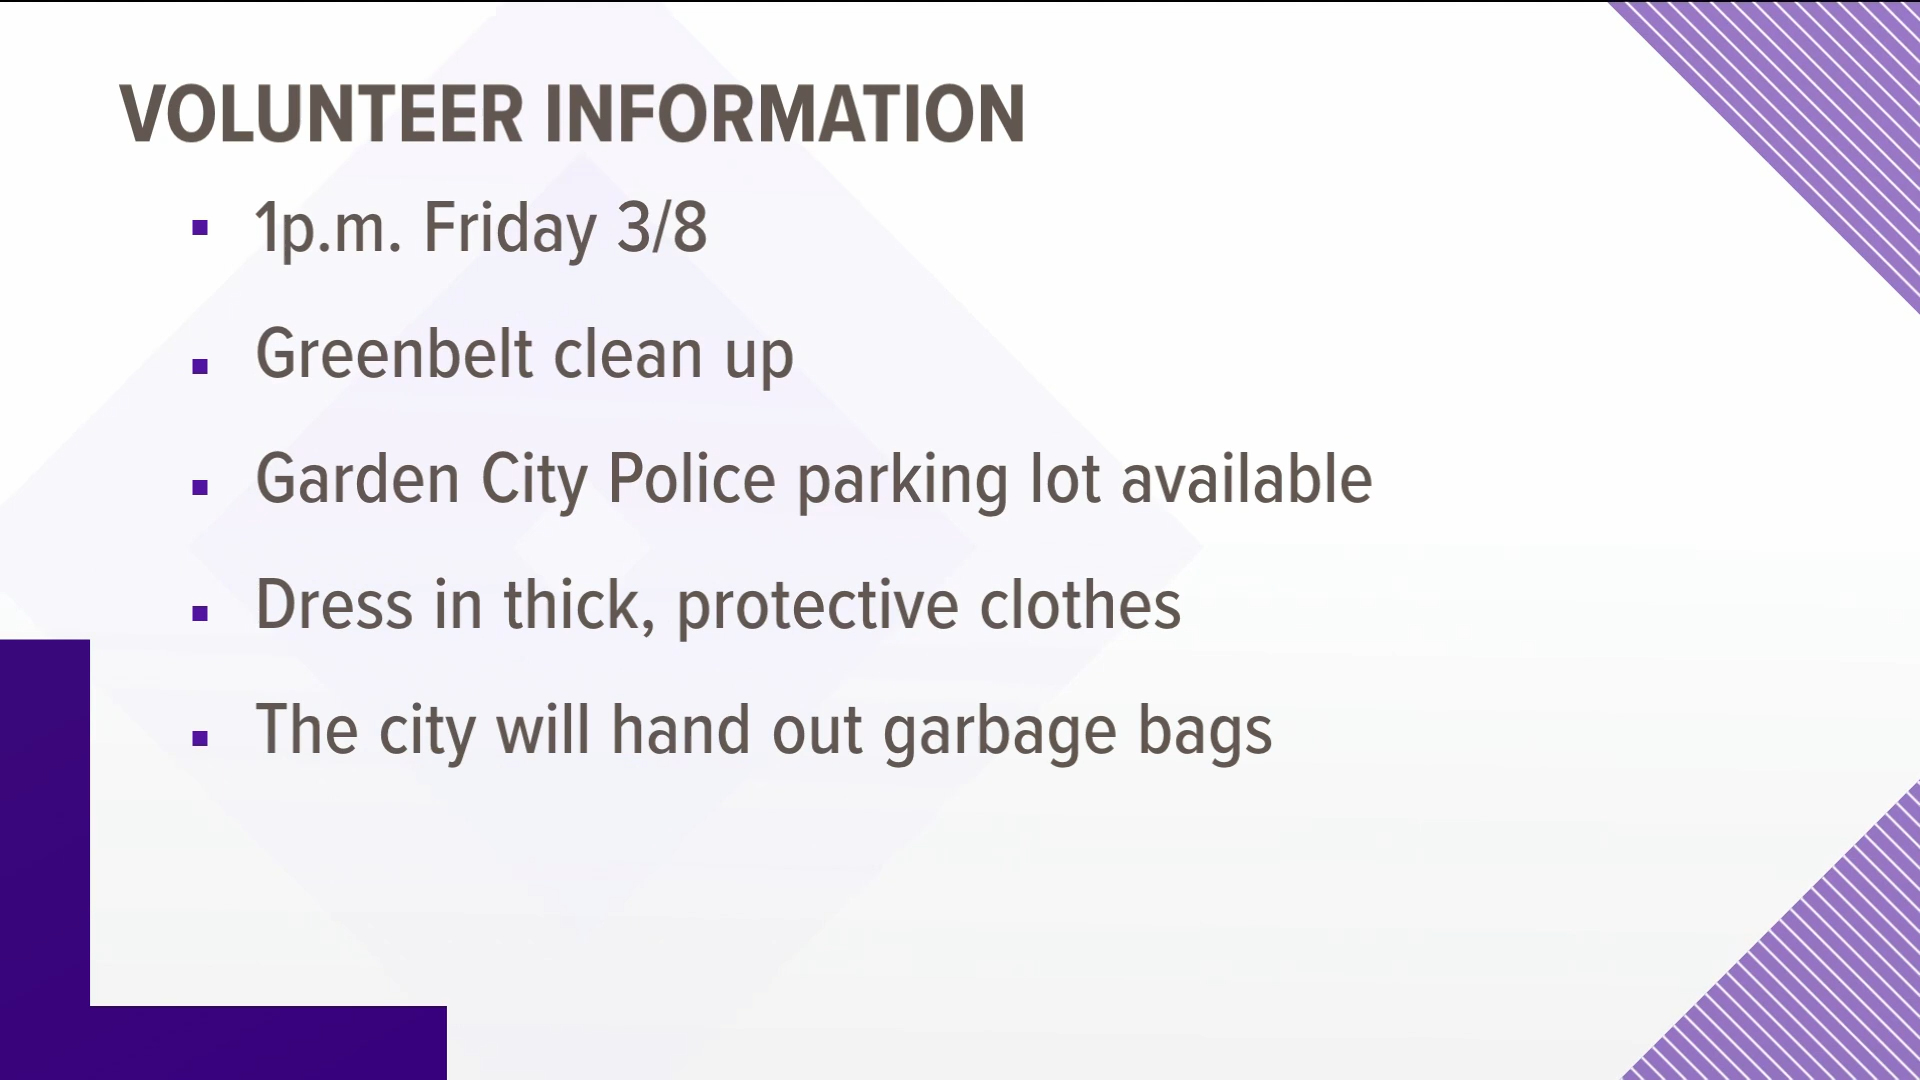 VOLUNTEER INFORMATION
▪ 1p.m. Friday 3/8
▪ Greenbelt clean up
▪ Garden City Police parking lot available
▪ Dress in thick, protective clothes
▪ The city will hand out garbage bags